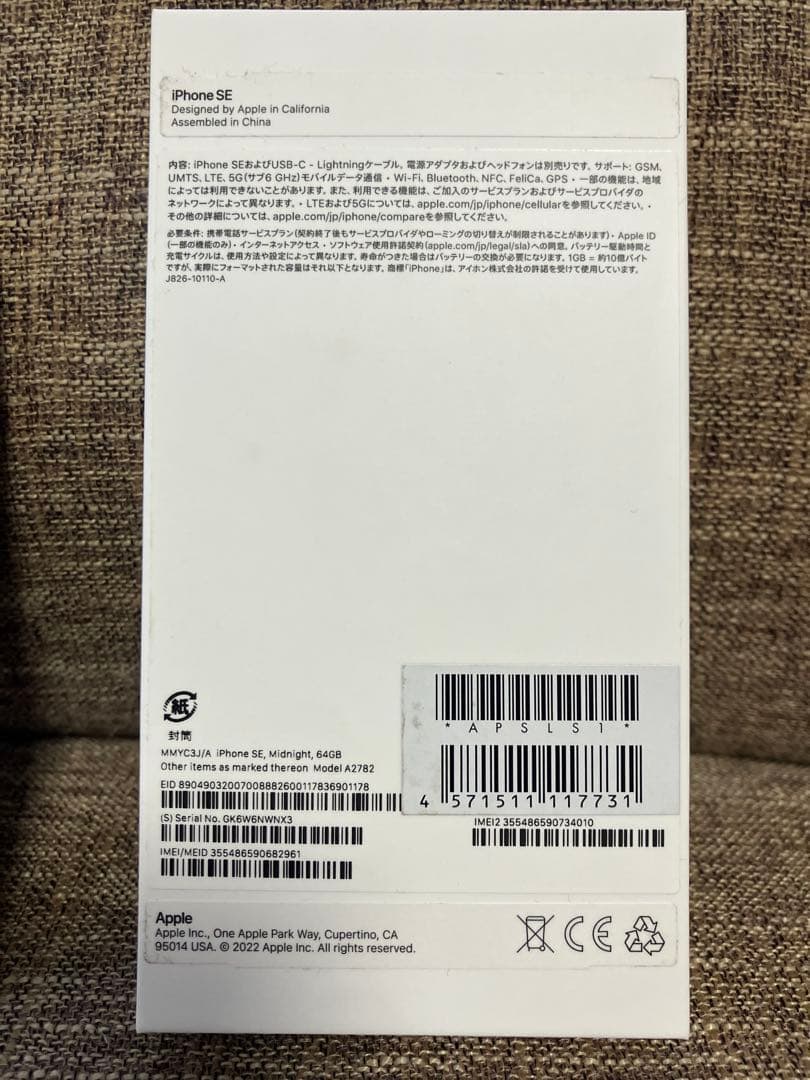 iPhone SE
Designed by Apple in California
Assembled in China
内容: iPhone SEおよびUSB-C - Lightningケーブル。電源アダプタおよびヘッドフォンは別売りです。サポート: GSM、
UMTS、LTE、5G(サブ6 GHz)モバイルデータ通信・Wi-Fi、Bluetooth、NFC、FeliCa、GPS・一部の機能は、地域
によっては利用できないことがあります。また、利用できる機能は、ご加入のサービスプランおよびサービスプロバイダの
ネットワークによって異なります。・LTEおよび5Gについては、apple.com/jp/iphone/cellularを参照してください。・
その他の詳細については、apple.com/jp/iphone/compareを参照してください。
必要条件: 携帯電話サービスプラン(契約終了後もサービスプロバイダやローミングの切り替えが制限されることがあります)・Apple ID
(一部の機能のみ)・インターネットアクセス・ソフトウェア使用許諾契約(apple.com/jp/legal/sla)への同意。バッテリー駆動時間と
充電サイクルは、使用方法や設定によって異なります。寿命がつきた場合はバッテリーの交換が必要になります。1GB = 約10億バイト
ですが、実際にフォーマットされた容量はそれ以下となります。商標「iPhone」は、アイホン株式会社の許諾を受けて使用しています。
J826-10110-A
紙
封筒
MMYC3J/A iPhone SE, Midnight, 64GB
Other items as marked thereon Model A2782
EID 89049032007008882600117836901178
(S) Serial No. GK6W6NWNX3
IMEI/MEID 355486590682961
* A P S L S 1 *
4 571511 117731
IMEI2 355486590734010
Apple
Apple Inc., One Apple Park Way, Cupertino, CA
95014 USA. © 2022 Apple Inc. All rights reserved.
CE